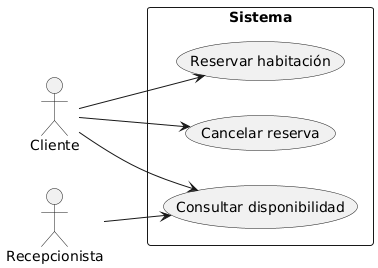 Sistema
Reservar habitación
Cliente
Cancelar reserva
Consultar disponibilidad
Recepcionista